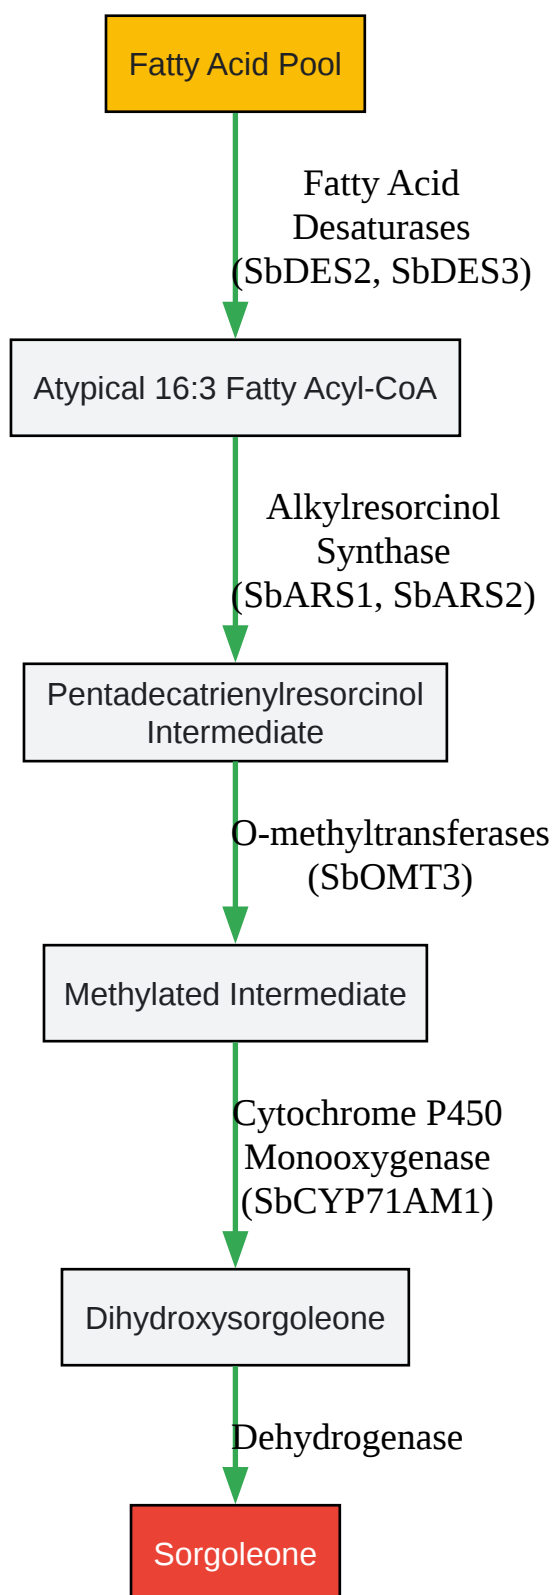 Fatty Acid Pool
Fatty Acid
Desaturases
(SbDES2, SbDES3)
Atypical 16:3 Fatty Acyl-CoA
Alkylresorcinol
Synthase
(SbARS1, SbARS2)
Pentadecatrienylresorcinol
Intermediate
O-methyltransferases
(SbOMT3)
Methylated Intermediate
Cytochrome P450
Monooxygenase
(SbCYP71AM1)
Dihydroxysorgoleone
Dehydrogenase
Sorgoleone